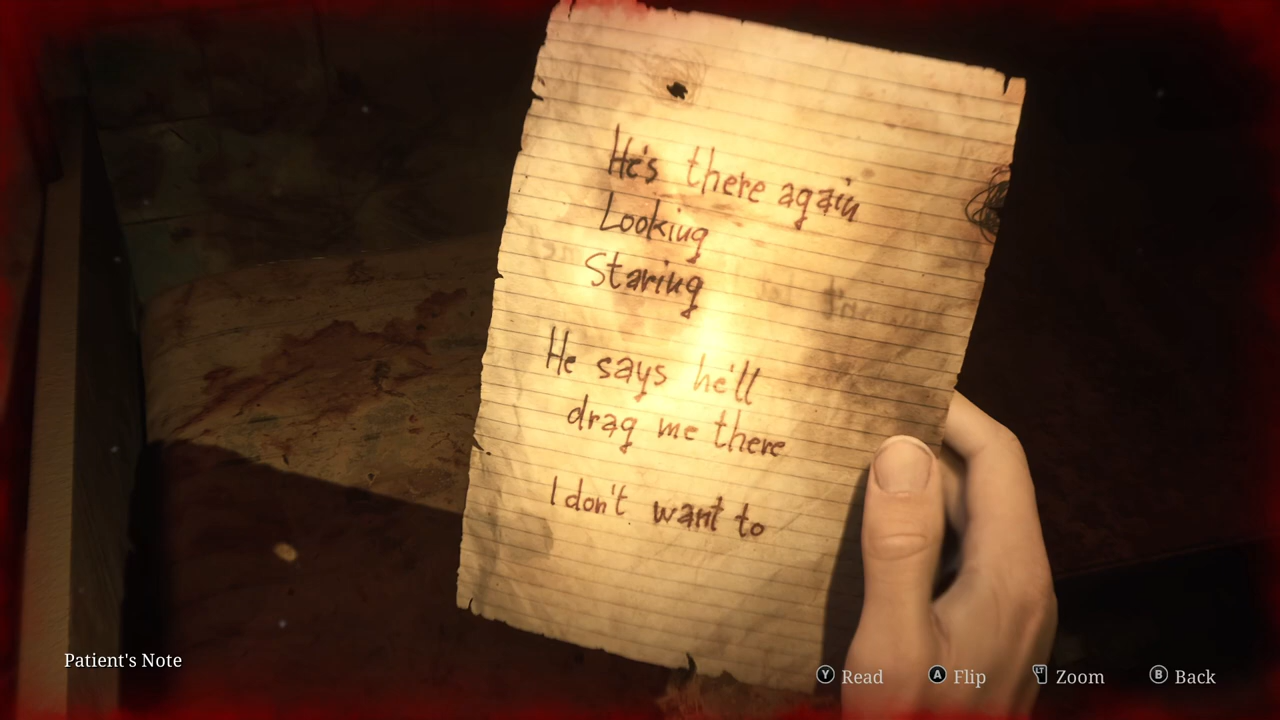 He's there again
Looking
Staring
He says he'll
drag me there
I don't want to
Patient's Note
Y Read
A Flip
LT Zoom
B Back